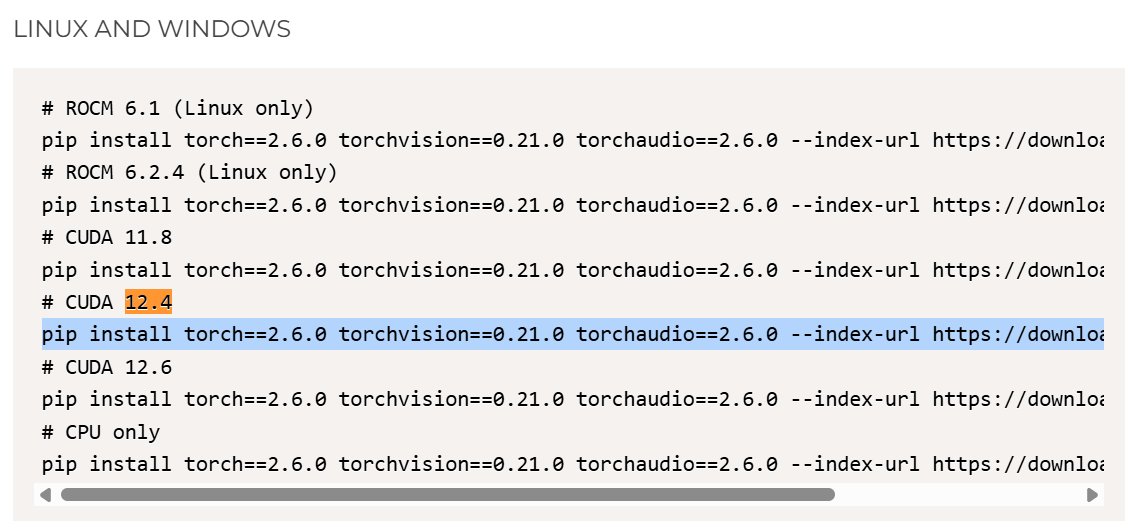 LINUX AND WINDOWS
# ROCM 6.1 (Linux only)
pip install torch==2.6.0 torchvision==0.21.0 torchaudio==2.6.0 --index-url https://downloa
# ROCM 6.2.4 (Linux only)
pip install torch==2.6.0 torchvision==0.21.0 torchaudio==2.6.0 --index-url https://downloa
# CUDA 11.8
pip install torch==2.6.0 torchvision==0.21.0 torchaudio==2.6.0 --index-url https://downloa
# CUDA 12.4
pip install torch==2.6.0 torchvision==0.21.0 torchaudio==2.6.0 --index-url https://downloa
# CUDA 12.6
pip install torch==2.6.0 torchvision==0.21.0 torchaudio==2.6.0 --index-url https://downloa
# CPU only
pip install torch==2.6.0 torchvision==0.21.0 torchaudio==2.6.0 --index-url https://downloa